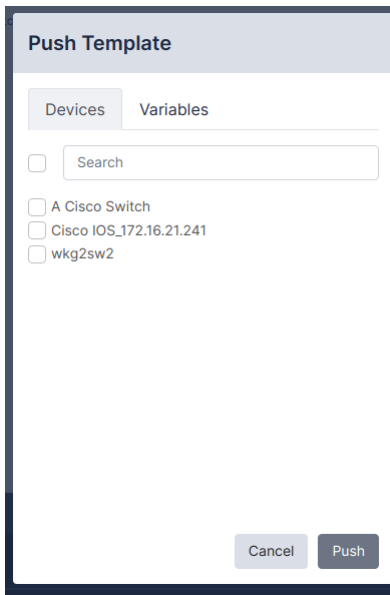 Push Template
Devices Variables
Search
A Cisco Switch
Cisco IOS_172.16.21.241
wkg2sw2
Cancel Push